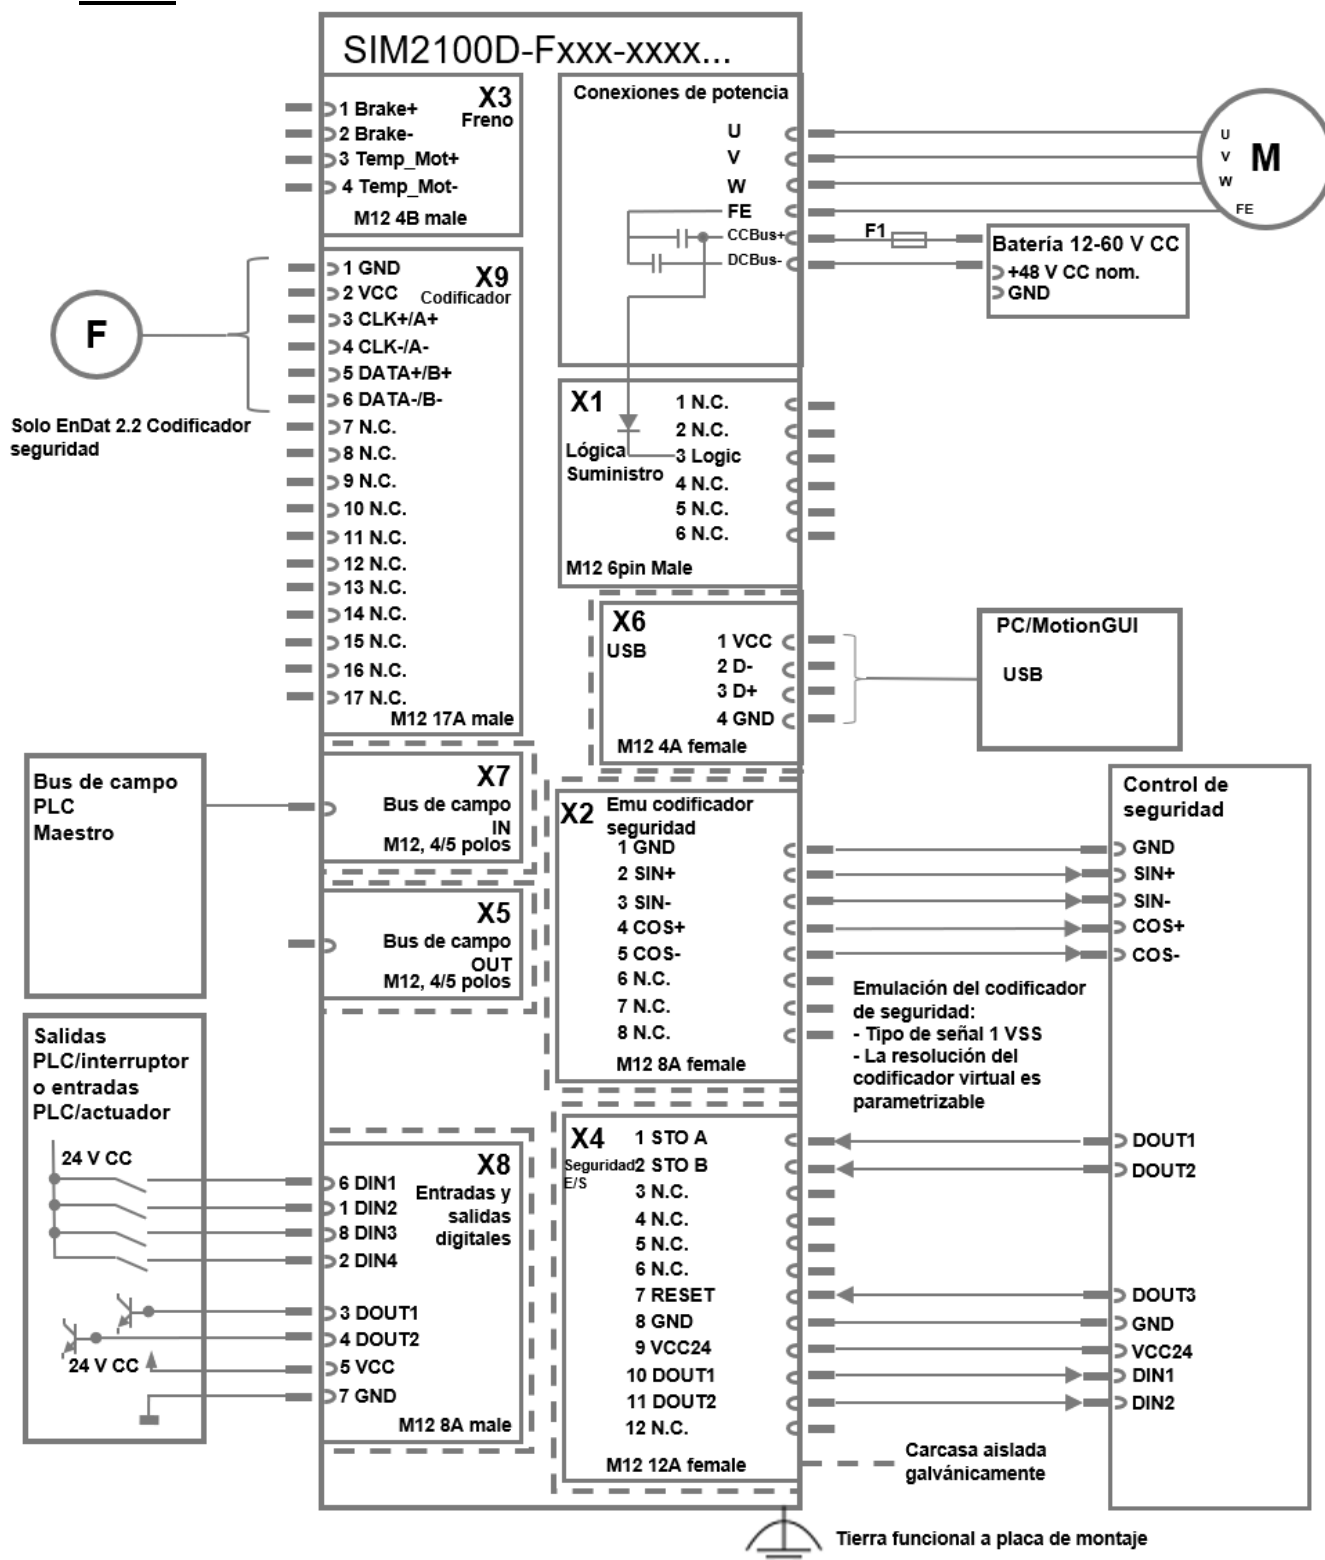 SIM2100D-Fxxx-xxxx...
X3
Freno
1 Brake+
2 Brake-
3 Temp_Mot+
4 Temp_Mot-
M12 4B male
X9
Codificador
1 GND
2 VCC
3 CLK+/A+
4 CLK-/A-
5 DATA+/B+
6 DATA-/B-
7 N.C.
8 N.C.
9 N.C.
10 N.C.
11 N.C.
12 N.C.
13 N.C.
14 N.C.
15 N.C.
16 N.C.
17 N.C.
M12 17A male
F
Solo EnDat 2.2 Codificador
seguridad
X7
Bus de campo
IN
M12, 4/5 polos
X5
Bus de campo
OUT
M12, 4/5 polos
Bus de campo
PLC
Maestro
Salidas
PLC/interruptor
o entradas
PLC/actuador
24 V CC
24 V CC
X8
Entradas y
salidas
digitales
6 DIN1
1 DIN2
8 DIN3
2 DIN4
3 DOUT1
4 DOUT2
5 VCC
7 GND
M12 8A male
Conexiones de potencia
U
V
W
FE
CCBus+
DCBus-
U
V
W
FE
M
F1
Batería 12-60 V CC
+48 V CC nom.
GND
X1
Lógica
Suministro
1 N.C.
2 N.C.
3 Logic
4 N.C.
5 N.C.
6 N.C.
M12 6pin Male
X6
USB
1 VCC
2 D-
3 D+
4 GND
M12 4A female
PC/MotionGUI
USB
X2
Emu codificador
seguridad
1 GND
2 SIN+
3 SIN-
4 COS+
5 COS-
6 N.C.
7 N.C.
8 N.C.
M12 8A female
Control de
seguridad
GND
SIN+
SIN-
COS+
COS-
Emulación del codificador
de seguridad:
- Tipo de señal 1 VSS
- La resolución del
codificador virtual es
parametrizable
X4
Seguridad
E/S
1 STO A
2 STO B
3 N.C.
4 N.C.
5 N.C.
6 N.C.
7 RESET
8 GND
9 VCC24
10 DOUT1
11 DOUT2
12 N.C.
M12 12A female
DOUT1
DOUT2
DOUT3
GND
VCC24
DIN1
DIN2
Carcasa aislada
galvánicamente
Tierra funcional a placa de montaje